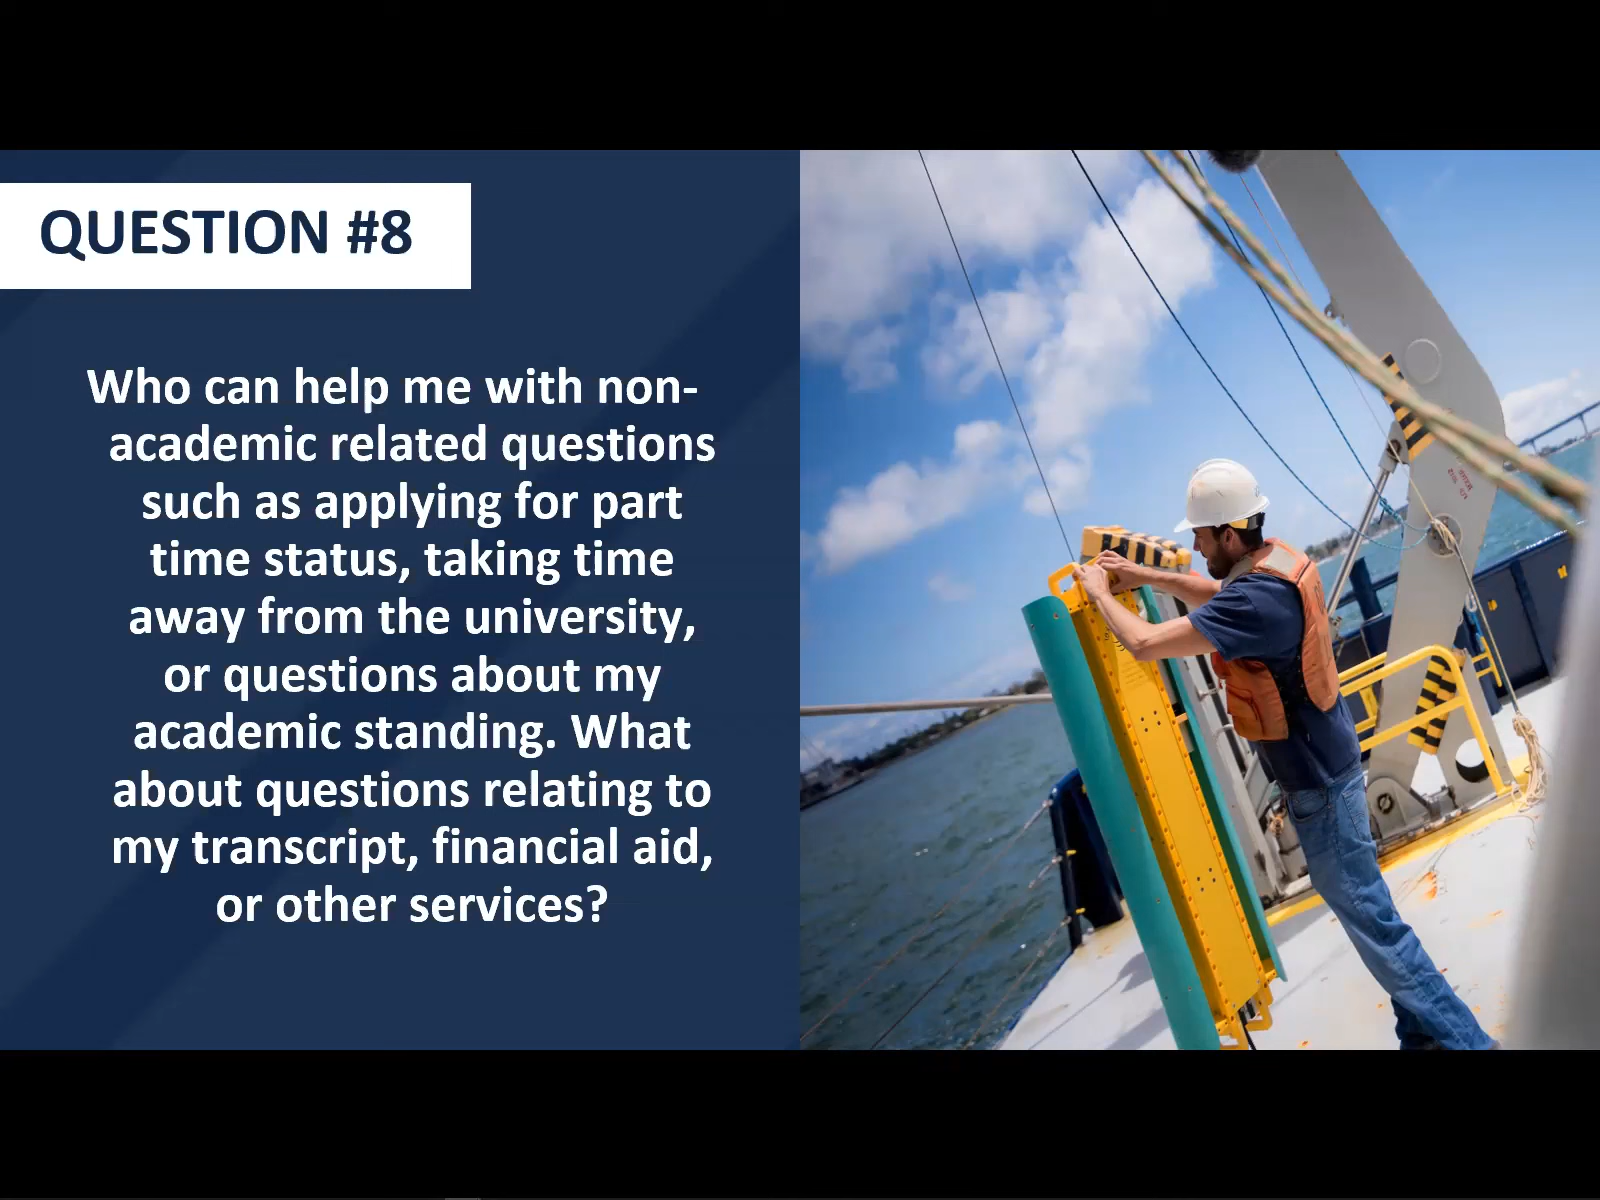 QUESTION #8
Who can help me with non-
academic related questions
such as applying for part
time status, taking time
away from the university,
or questions about my
academic standing. What
about questions relating to
my transcript, financial aid,
or other services?